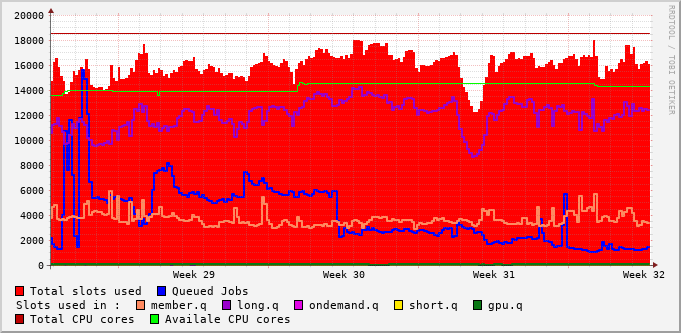 20000
18000
16000
14000
12000
10000
8000
6000
4000
2000
0
Week 29 Week 30 Week 31 Week 32
RRDTOOL / TOBI OETIKER
Total slots used Queued Jobs
Slots used in : member.q long.q ondemand.q short.q gpu.q
Total CPU cores Availale CPU cores